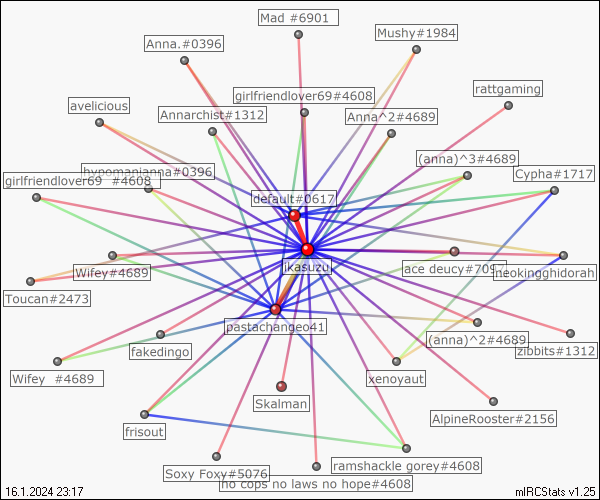 Mad #6901
Anna.#0396
Mushy#1984
rattgaming
girlfriendlover69#4608
avelicious
Annarchist#1312
Anna^2#4689
(anna)^3#4689
hypomanianna#0396
Cypha#1717
girlfriendlover69 #4608
default#0617
ikasuzu
Wifey#4689
ace deucy#7097
theokingghidorah
Toucan#2473
pastachangeo41
(anna)^2#4689
fakedingo
zibbits#1312
Wifey #4689
xenoyaut
Skalman
AlpineRooster#2156
frisout
ramshackle gorey#4608
Soxy Foxy#5076
no cops no laws no hope#4608
16.1.2024 23:17
mIRCStats v1.25